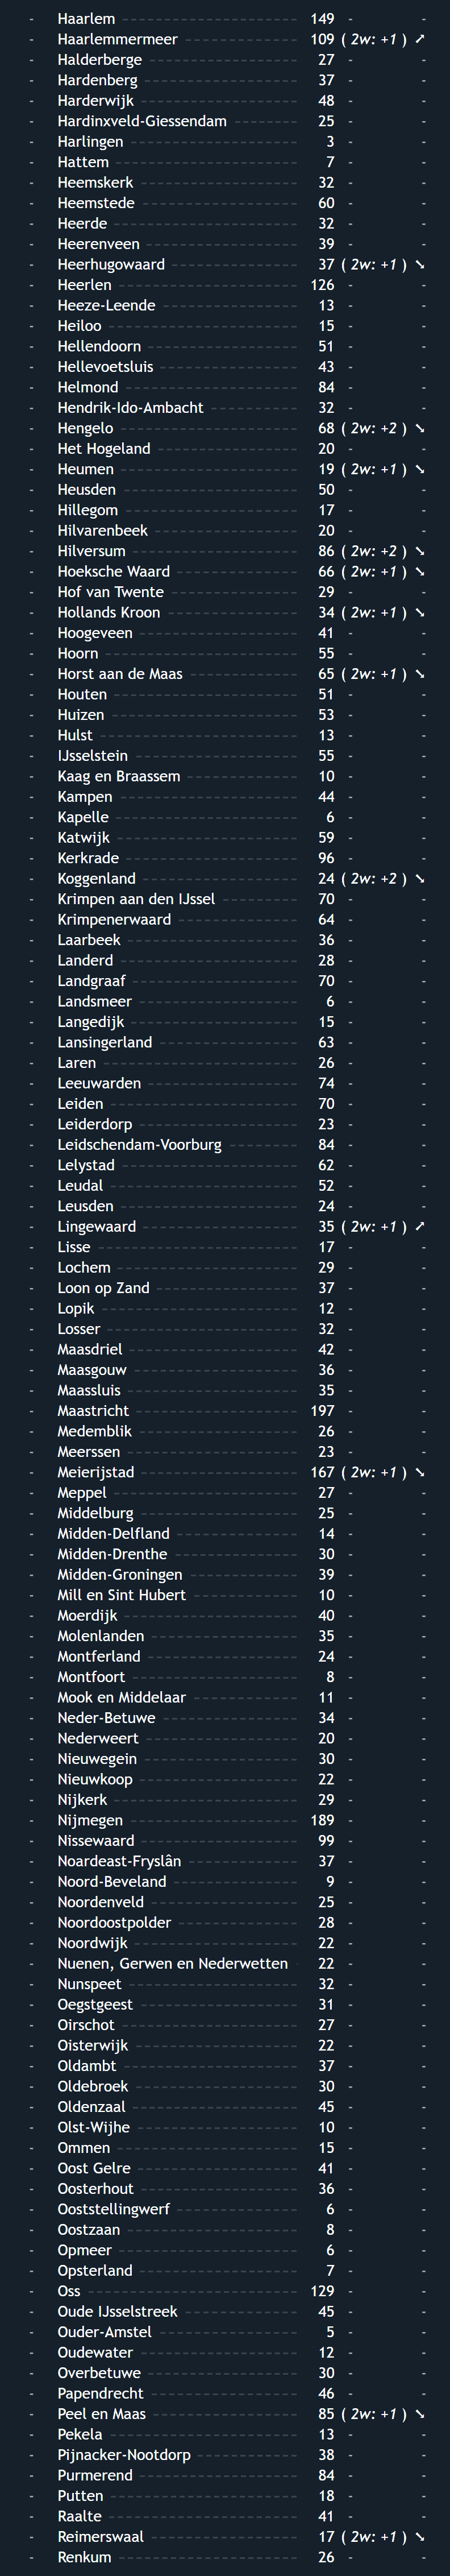 - Haarlem 149 - -
- Haarlemmermeer 109 ( 2w: +1 ) ➚
- Halderberge 27 - -
- Hardenberg 37 - -
- Harderwijk 48 - -
- Hardinxveld-Giessendam 25 - -
- Harlingen 3 - -
- Hattem 7 - -
- Heemskerk 32 - -
- Heemstede 60 - -
- Heerde 32 - -
- Heerenveen 39 - -
- Heerhugowaard 37 ( 2w: +1 ) ➘
- Heerlen 126 - -
- Heeze-Leende 13 - -
- Heiloo 15 - -
- Hellendoorn 51 - -
- Hellevoetsluis 43 - -
- Helmond 84 - -
- Hendrik-Ido-Ambacht 32 - -
- Hengelo 68 ( 2w: +2 ) ➘
- Het Hogeland 20 - -
- Heumen 19 ( 2w: +1 ) ➘
- Heusden 50 - -
- Hillegom 17 - -
- Hilvarenbeek 20 - -
- Hilversum 86 ( 2w: +2 ) ➘
- Hoeksche Waard 66 ( 2w: +1 ) ➘
- Hof van Twente 29 - -
- Hollands Kroon 34 ( 2w: +1 ) ➘
- Hoogeveen 41 - -
- Hoorn 55 - -
- Horst aan de Maas 65 ( 2w: +1 ) ➘
- Houten 51 - -
- Huizen 53 - -
- Hulst 13 - -
- IJsselstein 55 - -
- Kaag en Braassem 10 - -
- Kampen 44 - -
- Kapelle 6 - -
- Katwijk 59 - -
- Kerkrade 96 - -
- Koggenland 24 ( 2w: +2 ) ➘
- Krimpen aan den IJssel 70 - -
- Krimpenerwaard 64 - -
- Laarbeek 36 - -
- Landerd 28 - -
- Landgraaf 70 - -
- Landsmeer 6 - -
- Langedijk 15 - -
- Lansingerland 63 - -
- Laren 26 - -
- Leeuwarden 74 - -
- Leiden 70 - -
- Leiderdorp 23 - -
- Leidschendam-Voorburg 84 - -
- Lelystad 62 - -
- Leudal 52 - -
- Leusden 24 - -
- Lingewaard 35 ( 2w: +1 ) ➚
- Lisse 17 - -
- Lochem 29 - -
- Loon op Zand 37 - -
- Lopik 12 - -
- Losser 32 - -
- Maasdriel 42 - -
- Maasgouw 36 - -
- Maassluis 35 - -
- Maastricht 197 - -
- Medemblik 26 - -
- Meerssen 23 - -
- Meierijstad 167 ( 2w: +1 ) ➘
- Meppel 27 - -
- Middelburg 25 - -
- Midden-Delfland 14 - -
- Midden-Drenthe 30 - -
- Midden-Groningen 39 - -
- Mill en Sint Hubert 10 - -
- Moerdijk 40 - -
- Molenlanden 35 - -
- Montferland 24 - -
- Montfoort 8 - -
- Mook en Middelaar 11 - -
- Neder-Betuwe 34 - -
- Nederweert 20 - -
- Nieuwegein 30 - -
- Nieuwkoop 22 - -
- Nijkerk 29 - -
- Nijmegen 189 - -
- Nissewaard 99 - -
- Noardeast-Fryslân 37 - -
- Noord-Beveland 9 - -
- Noordenveld 25 - -
- Noordoostpolder 28 - -
- Noordwijk 22 - -
- Nuenen, Gerwen en Nederwetten 22 - -
- Nunspeet 32 - -
- Oegstgeest 31 - -
- Oirschot 27 - -
- Oisterwijk 22 - -
- Oldambt 37 - -
- Oldebroek 30 - -
- Oldenzaal 45 - -
- Olst-Wijhe 10 - -
- Ommen 15 - -
- Oost Gelre 41 - -
- Oosterhout 36 - -
- Ooststellingwerf 6 - -
- Oostzaan 8 - -
- Opmeer 6 - -
- Opsterland 7 - -
- Oss 129 - -
- Oude IJsselstreek 45 - -
- Ouder-Amstel 5 - -
- Oudewater 12 - -
- Overbetuwe 30 - -
- Papendrecht 46 - -
- Peel en Maas 85 ( 2w: +1 ) ➘
- Pekela 13 - -
- Pijnacker-Nootdorp 38 - -
- Purmerend 84 - -
- Putten 18 - -
- Raalte 41 - -
- Reimerswaal 17 ( 2w: +1 ) ➘
- Renkum 26 - -